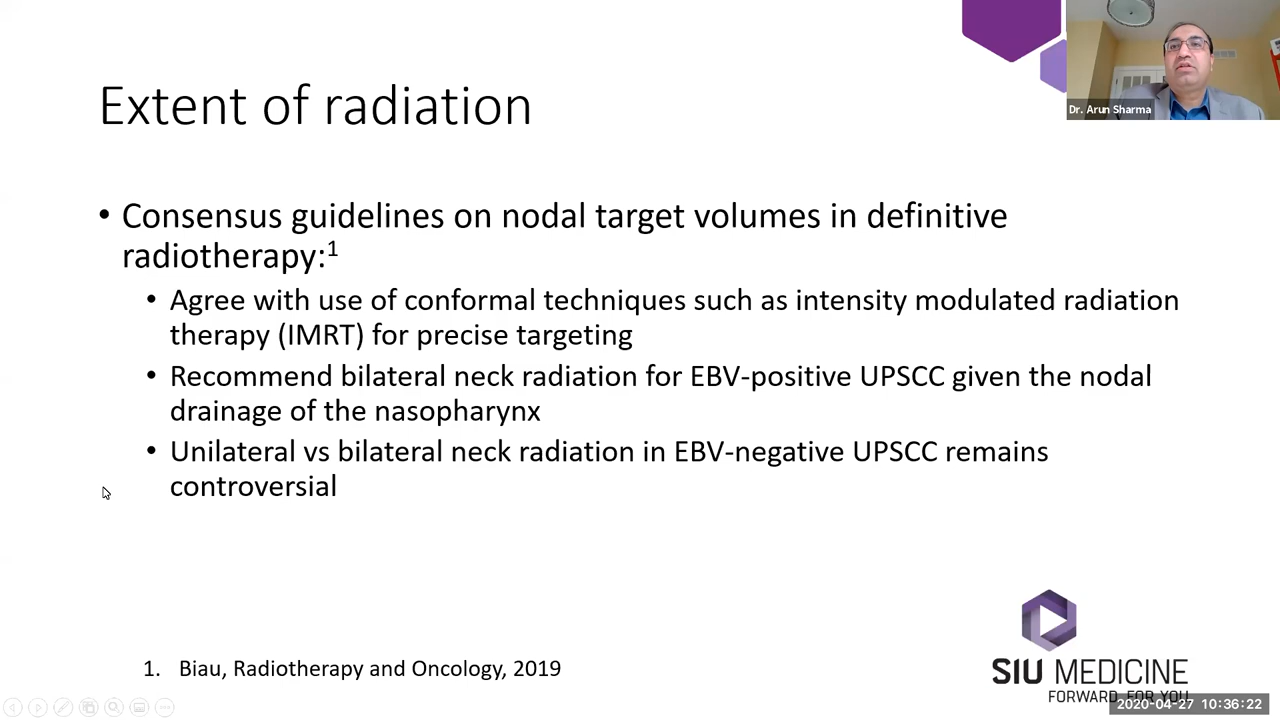 Extent of radiation
Dr. Arun Sharma
• Consensus guidelines on nodal target volumes in definitive
radiotherapy:1
• Agree with use of conformal techniques such as intensity modulated radiation
therapy (IMRT) for precise targeting
• Recommend bilateral neck radiation for EBV-positive UPSCC given the nodal
drainage of the nasopharynx
• Unilateral vs bilateral neck radiation in EBV-negative UPSCC remains
controversial
1. Biau, Radiotherapy and Oncology, 2019
SIU MEDICINE
FORWARD. FOR YOU.
2020-04-27 10:36:22